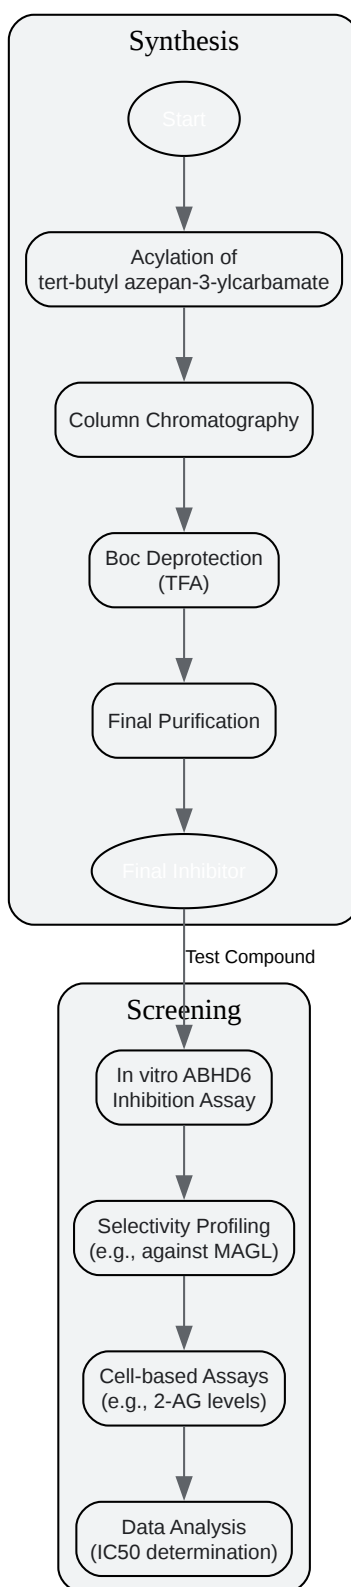 Synthesis
Start
Acylation of
tert-butyl azepan-3-ylcarbamate
Column Chromatography
Boc Deprotection
(TFA)
Final Purification
Final Inhibitor
Test Compound
Screening
In vitro ABHD6
Inhibition Assay
Selectivity Profiling
(e.g., against MAGL)
Cell-based Assays
(e.g., 2-AG levels)
Data Analysis
(IC50 determination)